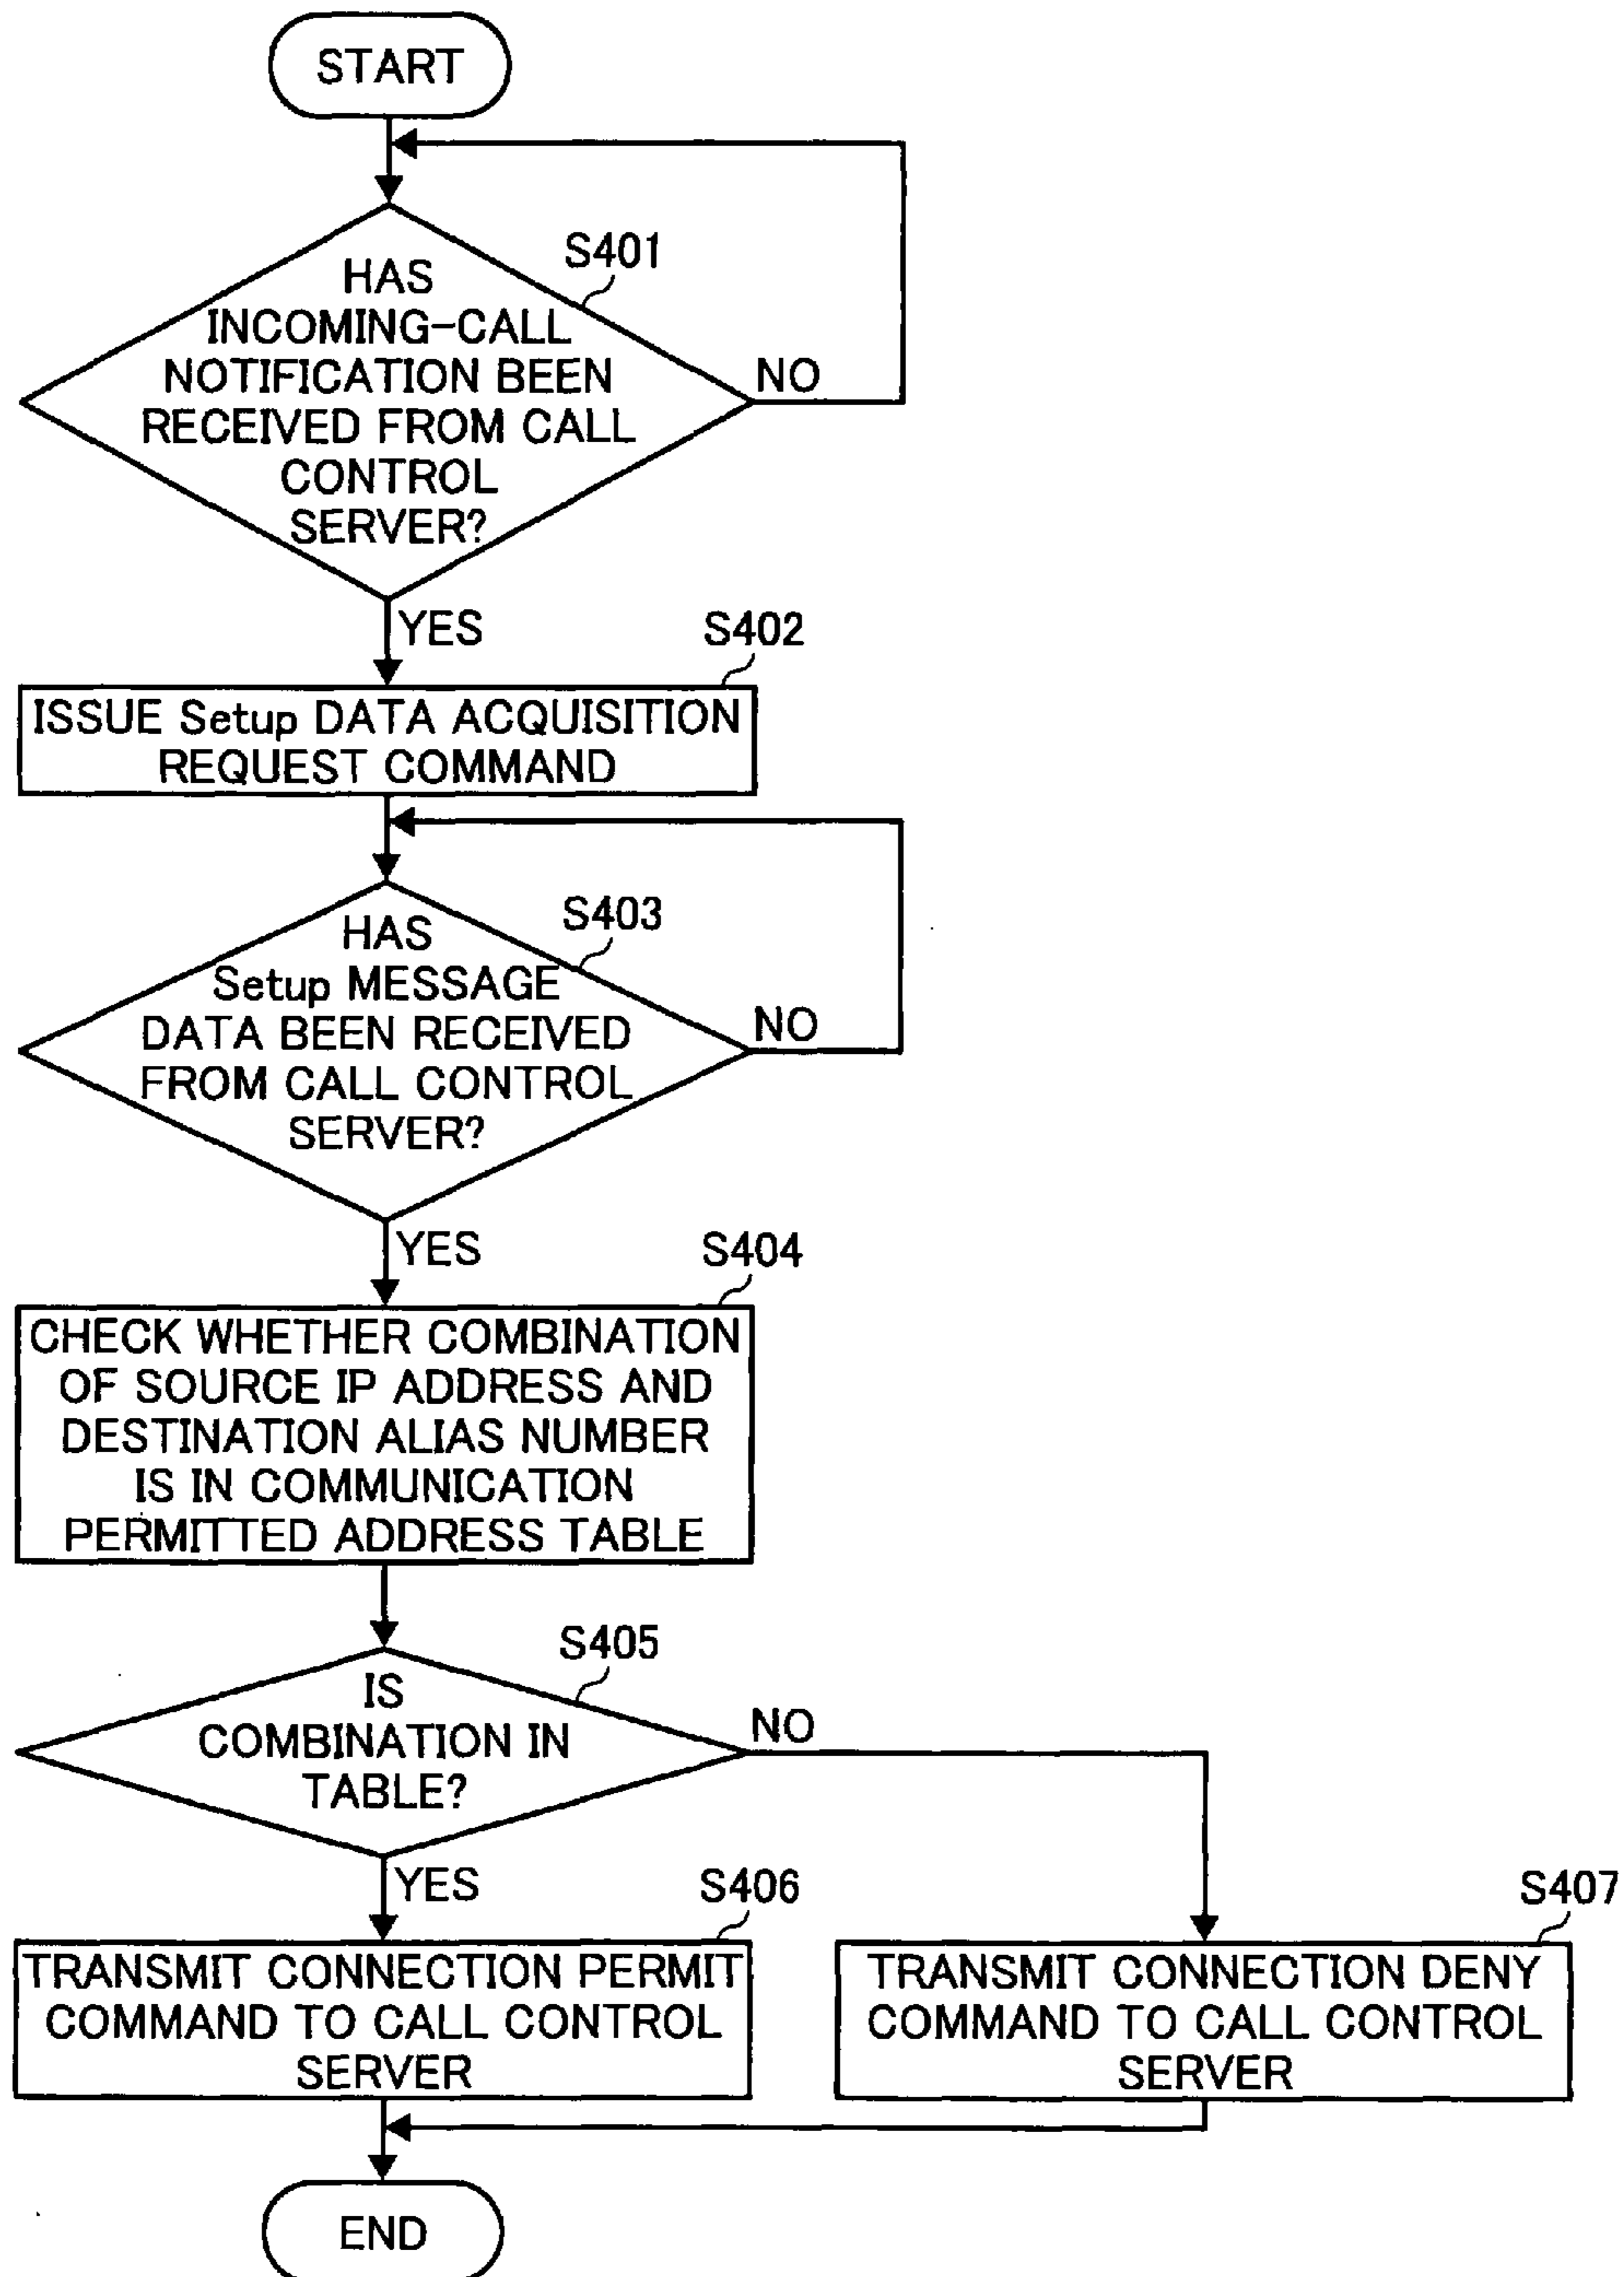 START
S401
HAS
INCOMING-CALL
NOTIFICATION BEEN
RECEIVED FROM CALL
CONTROL
SERVER?
NO
YES
S402
ISSUE Setup DATA ACQUISITION
REQUEST COMMAND
S403
HAS
Setup MESSAGE
DATA BEEN RECEIVED
FROM CALL CONTROL
SERVER?
NO
YES
S404
CHECK WHETHER COMBINATION
OF SOURCE IP ADDRESS AND
DESTINATION ALIAS NUMBER
IS IN COMMUNICATION
PERMITTED ADDRESS TABLE
S405
IS
COMBINATION IN
TABLE?
NO
YES
S406
TRANSMIT CONNECTION PERMIT
COMMAND TO CALL CONTROL
SERVER
S407
TRANSMIT CONNECTION DENY
COMMAND TO CALL CONTROL
SERVER
END